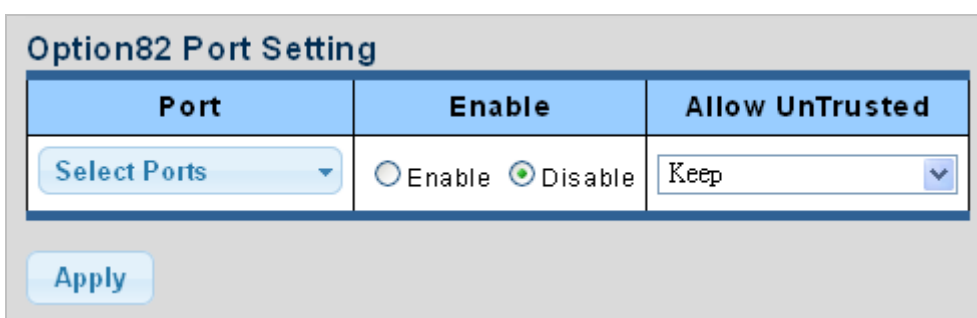 Option82 Port Setting
Port Enable Allow UnTrusted
Select Ports Enable Disable Keep
Apply